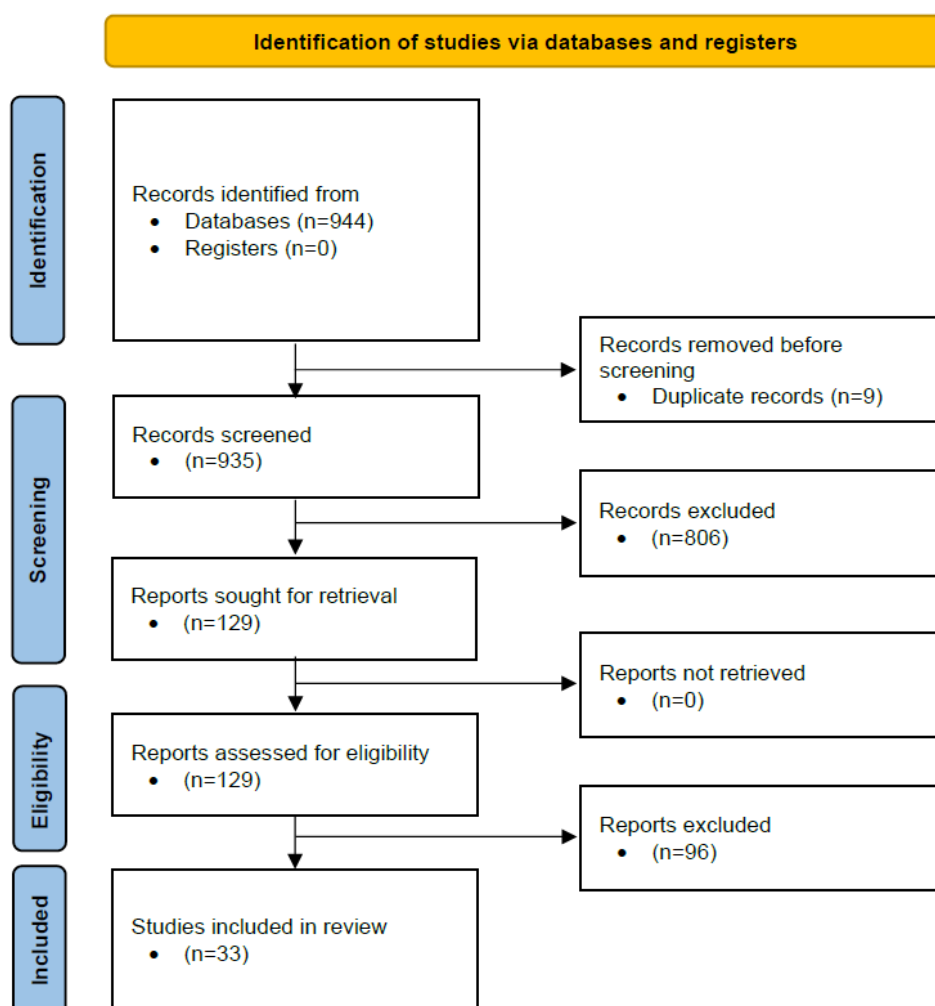 Identification of studies via databases and registers
Identification
Records identified from
• Databases (n=944)
• Registers (n=0)
Records removed before
screening
• Duplicate records (n=9)
Screening
Records screened
• (n=935)
Records excluded
• (n=806)
Reports sought for retrieval
• (n=129)
Reports not retrieved
• (n=0)
Eligibility
Reports assessed for eligibility
• (n=129)
Reports excluded
• (n=96)
Included
Studies included in review
• (n=33)